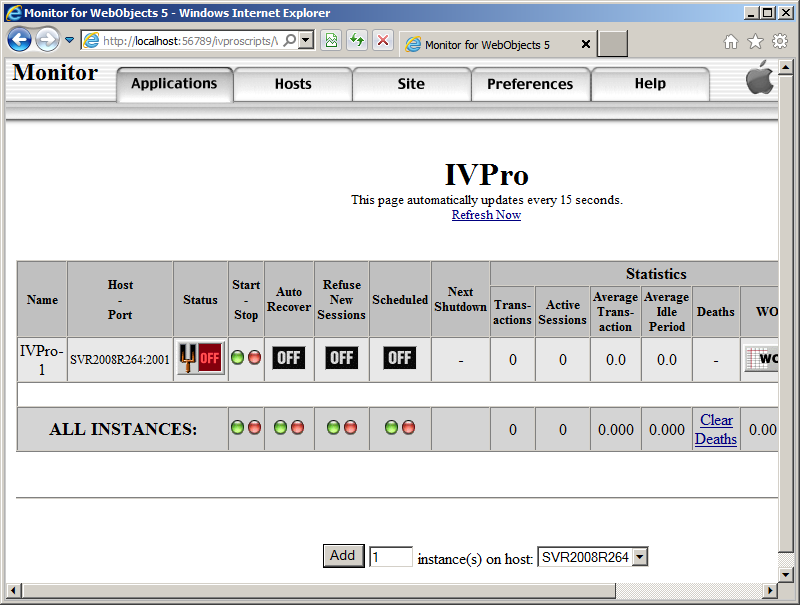 Monitor for WebObjects 5 - Windows Internet Explorer
http://localhost:56789/ivproscripts/
Monitor for WebObjects 5
Monitor
Applications
Hosts
Site
Preferences
Help
IVPro
This page automatically updates every 15 seconds.
Refresh Now
Name
Host
-
Port
Status
Start
-
Stop
Auto
Recover
Refuse
New
Sessions
Scheduled
Next
Shutdown
Statistics
Trans-
actions
Active
Sessions
Average
Trans-
action
Average
Idle
Period
Deaths
WO
IVPro-
1
SVR2008R264:2001
OFF
OFF
OFF
OFF
-
0
0
0.0
0.0
-
WO
ALL INSTANCES:
0
0
0.000
0.000
Clear
Deaths
0.00
Add 1 instance(s) on host: SVR2008R264